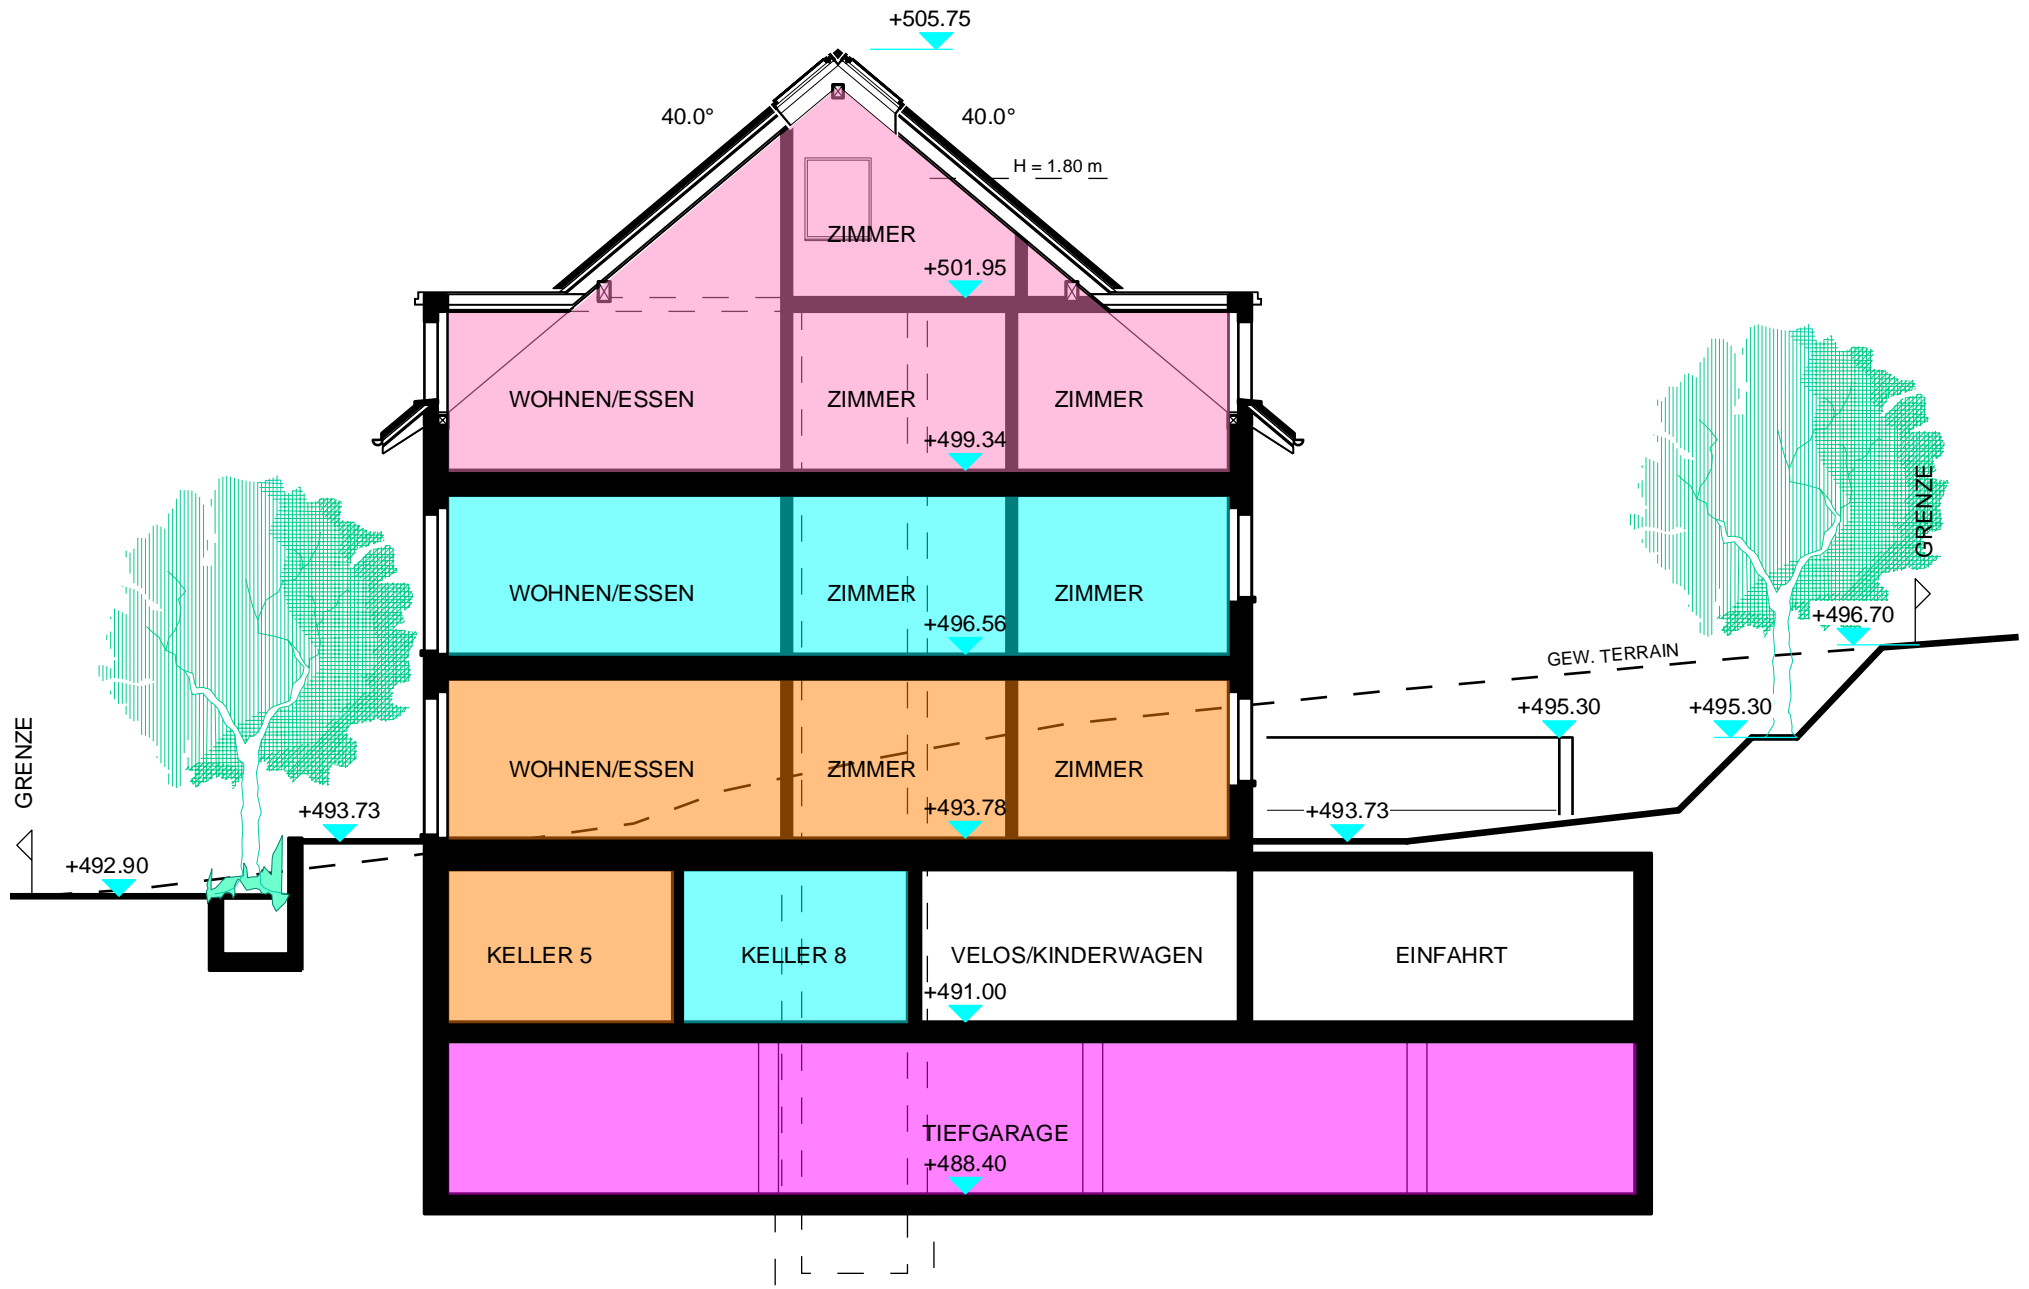 +505.75
40.0°
40.0°
H = 1.80 m
ZIMMER
+501.95
WOHNEN/ESSEN
ZIMMER
ZIMMER
+499.34
GRENZE
WOHNEN/ESSEN
ZIMMER
ZIMMER
+496.56
+496.70
GEW. TERRAIN
+495.30
+495.30
GRENZE
WOHNEN/ESSEN
ZIMMER
ZIMMER
+493.73
+493.78
+493.73
+492.90
KELLER 5
KELLER 8
VELOS/KINDERWAGEN
EINFAHRT
+491.00
TIEFGARAGE
+488.40